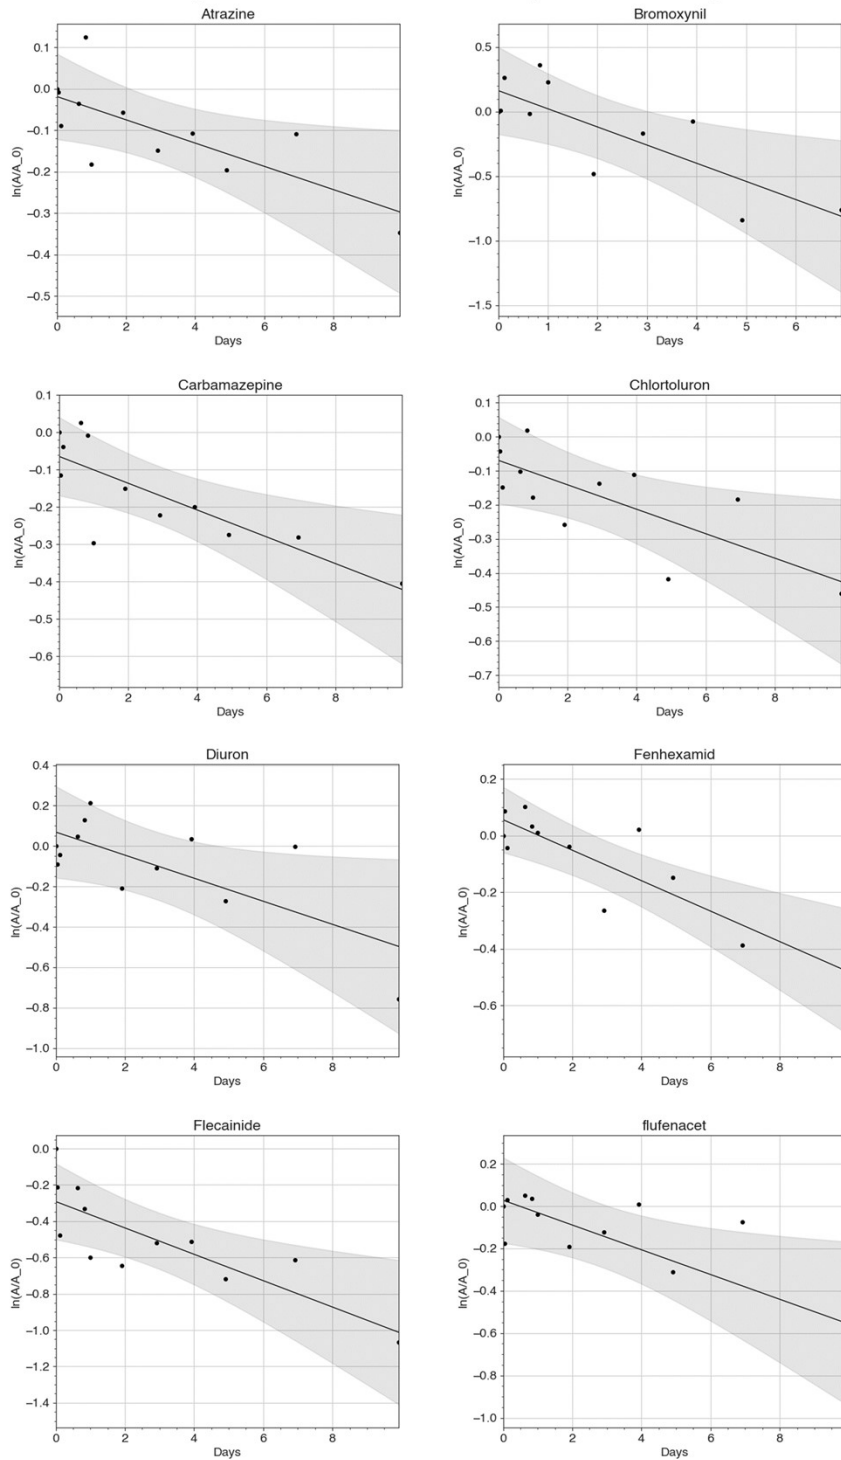 Atrazine
0.1
0.0
−0.1
−0.2
−0.3
−0.4
−0.5
ln(A/A_0)
0 2 4 6 8
Days
Bromoxynil
0.5
0.0
−0.5
−1.0
−1.5
ln(A/A_0)
0 1 2 3 4 5 6
Days
Carbamazepine
0.1
0.0
−0.1
−0.2
−0.3
−0.4
−0.5
−0.6
ln(A/A_0)
0 2 4 6 8
Days
Chlortoluron
0.1
0.0
−0.1
−0.2
−0.3
−0.4
−0.5
−0.6
−0.7
ln(A/A_0)
0 2 4 6 8
Days
Diuron
0.4
0.2
0.0
−0.2
−0.4
−0.6
−0.8
−1.0
ln(A/A_0)
0 2 4 6 8
Days
Fenhexamid
0.2
0.0
−0.2
−0.4
−0.6
ln(A/A_0)
0 2 4 6 8
Days
Flecainide
0.0
−0.2
−0.4
−0.6
−0.8
−1.0
−1.2
−1.4
ln(A/A_0)
0 2 4 6 8
Days
flufenacet
0.2
0.0
−0.2
−0.4
−0.6
−0.8
−1.0
ln(A/A_0)
0 2 4 6 8
Days